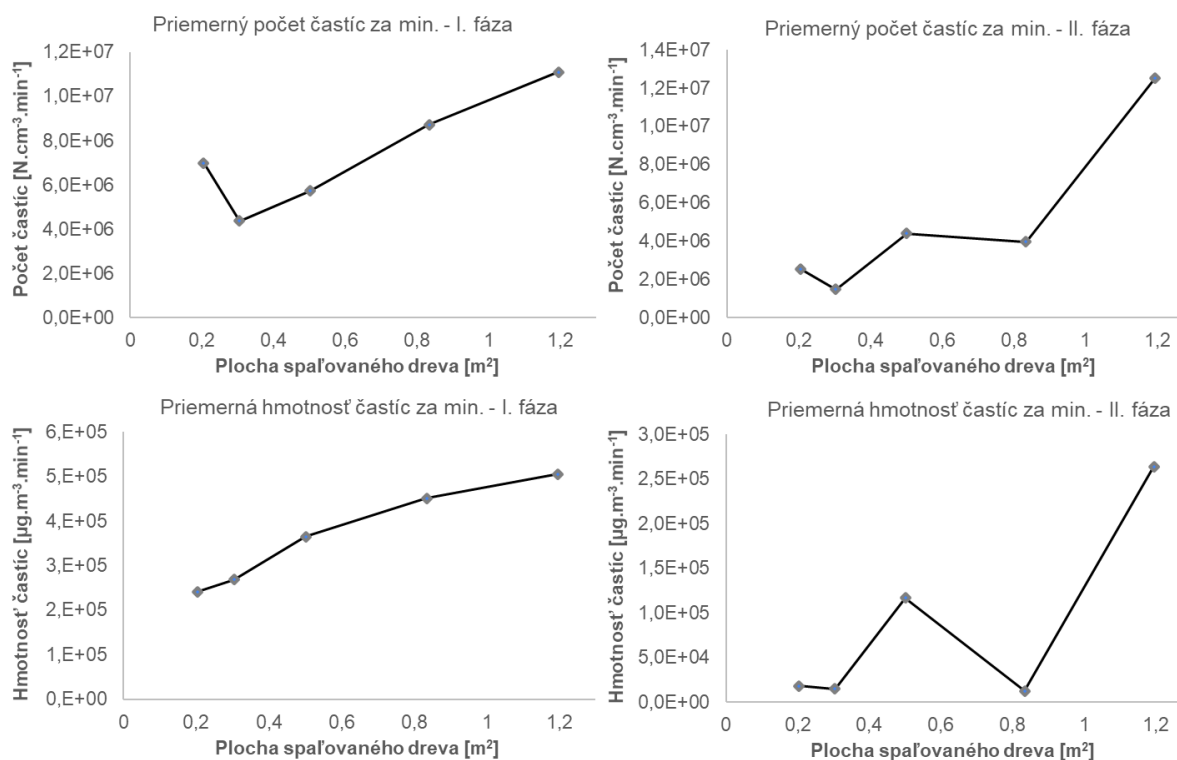 Priemerný počet častíc za min. - I. fáza
Počet častíc [N.cm⁻³.min⁻¹]
1,2E+07
1,0E+07
8,0E+06
6,0E+06
4,0E+06
2,0E+06
0,0E+00
0 0,2 0,4 0,6 0,8 1 1,2
Plocha spaľovaného dreva [m²]
Priemerný počet častíc za min. - II. fáza
Počet častíc [N.cm⁻³.min⁻¹]
1,4E+07
1,2E+07
1,0E+07
8,0E+06
6,0E+06
4,0E+06
2,0E+06
0,0E+00
0 0,2 0,4 0,6 0,8 1 1,2
Plocha spaľovaného dreva [m²]
Priemerná hmotnosť častíc za min. - I. fáza
Hmotnosť častíc [µg.m⁻³.min⁻¹]
6,E+05
5,E+05
4,E+05
3,E+05
2,E+05
1,E+05
0,E+00
0 0,2 0,4 0,6 0,8 1 1,2
Plocha spaľovaného dreva [m²]
Priemerná hmotnosť častíc za min. - II. fáza
Hmotnosť častíc [µg.m⁻³.min⁻¹]
3,0E+05
2,5E+05
2,0E+05
1,5E+05
1,0E+05
5,0E+04
0,0E+00
0 0,2 0,4 0,6 0,8 1 1,2
Plocha spaľovaného dreva [m²]